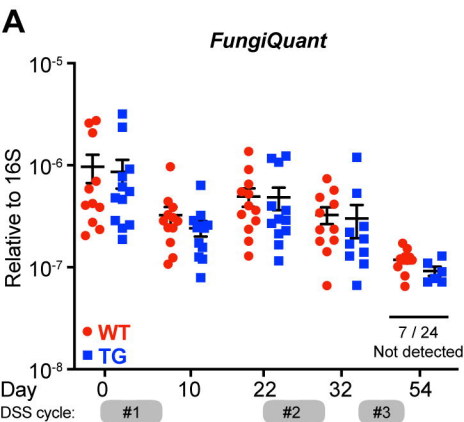 A
FungiQuant
Relative to 16S
10⁻⁵
10⁻⁶
10⁻⁷
10⁻⁸
WT
TG
7 / 24
Not detected
Day 0 10 22 32 54
DSS cycle: #1 #2 #3